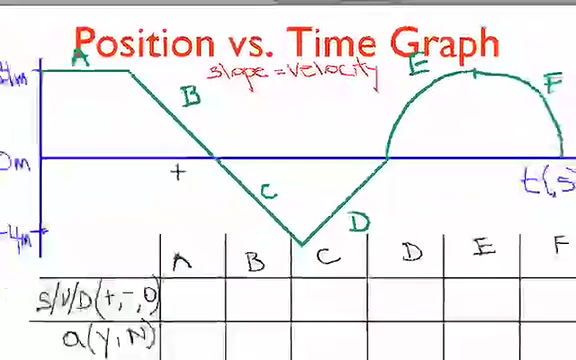 Position vs. Time Graph
slope = velocity
A
B
C
D
E
F
4m
0m
-4m
+
t(,s)
A B C D E F
S/V/D(+,-,0)
a(Y,N)